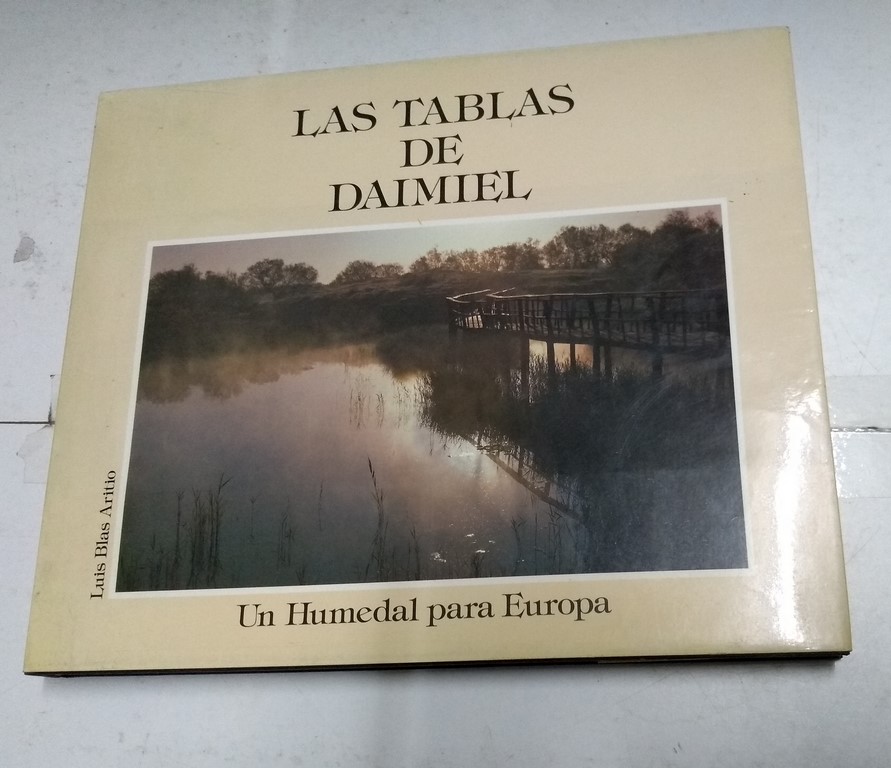 LAS TABLAS
DE
DAIMIEL
Luis Blas Aritio
Un Humedal para Europa